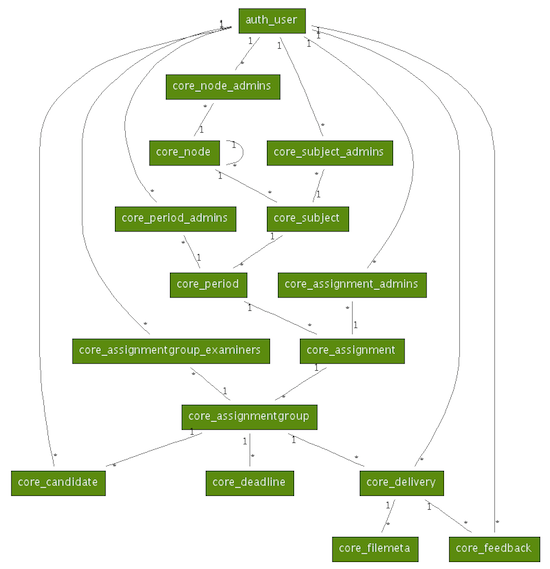 auth_user
1
1
1
1
1
1
*
*
core_node_admins
*
1
1
*
core_node
core_subject_admins
1
*
*
*
1
core_period_admins
core_subject
*
1
1
*
*
core_period
core_assignment_admins
1
*
*
*
1
core_assignmentgroup_examiners
core_assignment
*
1
1
*
core_assignmentgroup
1
1
1
*
*
*
*
*
core_candidate
core_deadline
core_delivery
1
1
*
*
*
core_filemeta
core_feedback